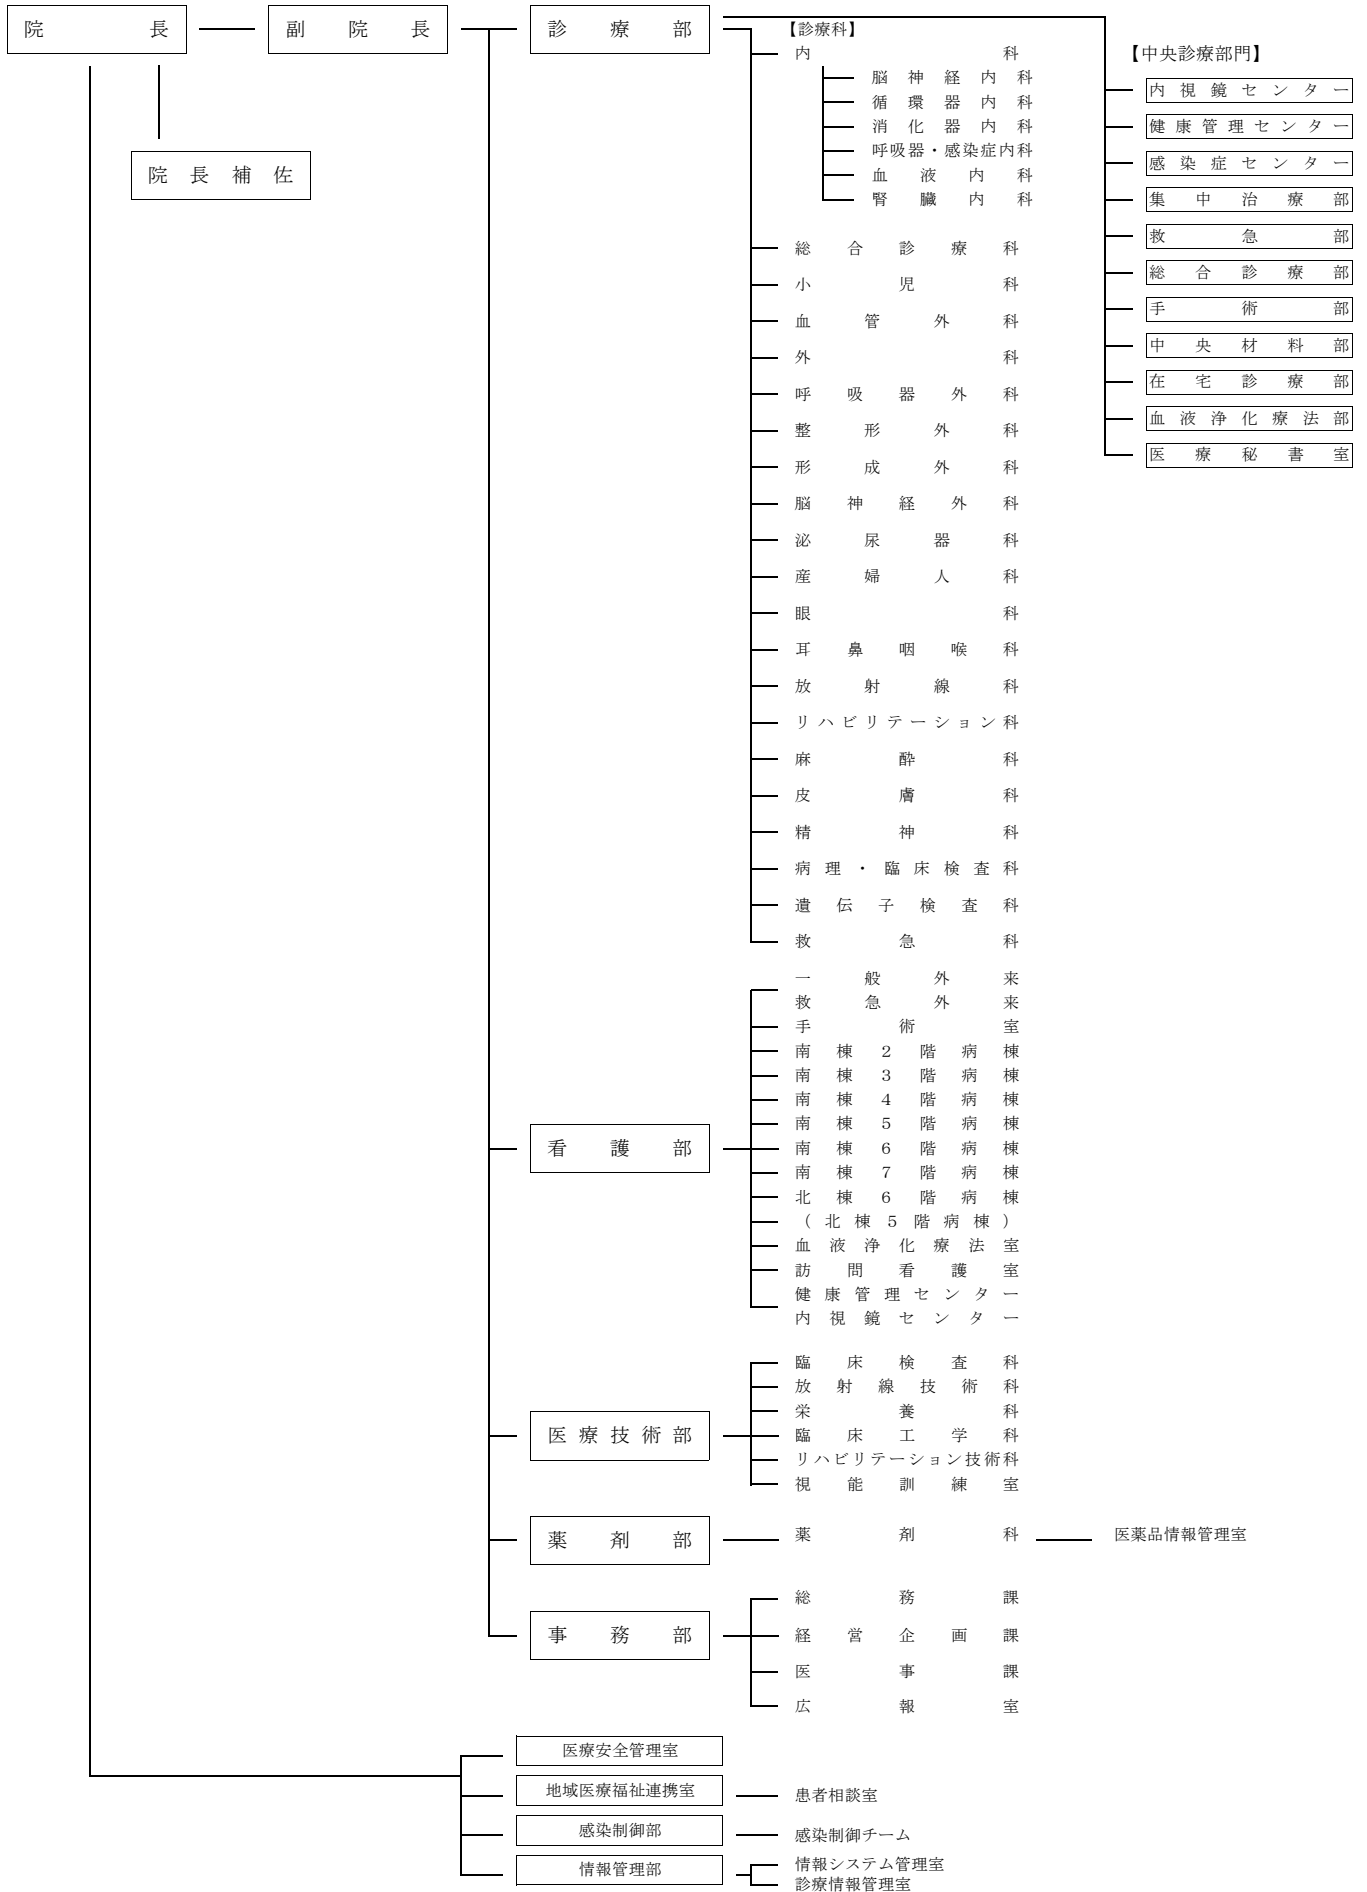 院長
副院長
診療部
院長補佐
【診療科】
内科
脳神経内科
循環器内科
消化器内科
呼吸器・感染症内科
血液内科
腎臓内科
総合診療科
小児科
血管外科
外科
呼吸器外科
整形外科
形成外科
脳神経外科
泌尿器科
産婦人科
眼科
耳鼻咽喉科
放射線科
リハビリテーション科
麻酔科
皮膚科
精神科
病理・臨床検査科
遺伝子検査科
救急科
【中央診療部門】
内視鏡センター
健康管理センター
感染症センター
集中治療部
救急部
総合診療部
手術部
中央材料部
在宅診療部
血液浄化療法部
医療秘書室
看護部
一般外来
救急外来
手術室
南棟2階病棟
南棟3階病棟
南棟4階病棟
南棟5階病棟
南棟6階病棟
南棟7階病棟
北棟6階病棟
（北棟5階病棟）
血液浄化療法室
訪問看護室
健康管理センター
内視鏡センター
医療技術部
臨床検査科
放射線技術科
栄養科
臨床工学科
リハビリテーション技術科
視能訓練室
薬剤部
薬剤科
医薬品情報管理室
事務部
総務課
経営企画課
医事課
広報室
医療安全管理室
地域医療福祉連携室
患者相談室
感染制御部
感染制御チーム
情報管理部
情報システム管理室
診療情報管理室